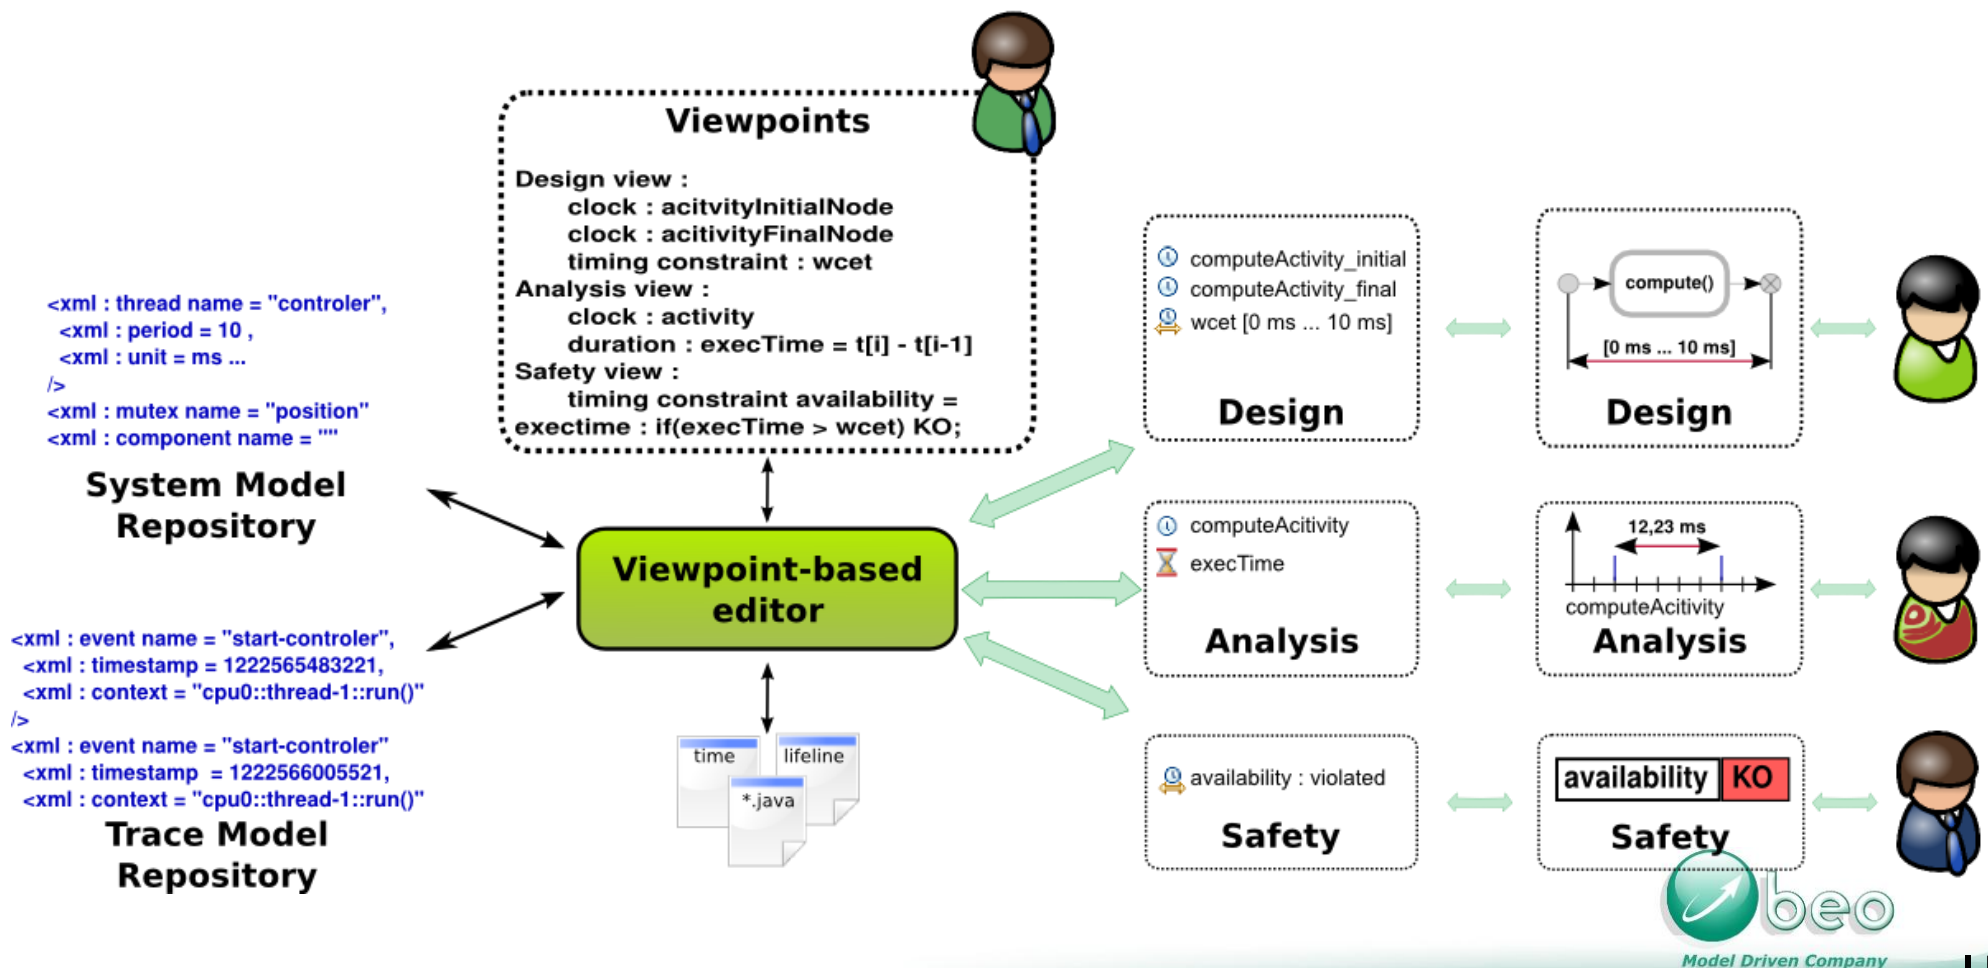 Viewpoints
Design view :
clock : acitvityInitialNode
clock : acitivityFinalNode
timing constraint : wcet
Analysis view :
clock : activity
duration : execTime = t[i] - t[i-1]
Safety view :
timing constraint availability =
exectime : if(execTime > wcet) KO;
<xml : thread name = "controler",
<xml : period = 10 ,
<xml : unit = ms ...
/>
<xml : mutex name = "position"
<xml : component name = ""
System Model
Repository
<xml : event name = "start-controler",
<xml : timestamp = 1222565483221,
<xml : context = "cpu0::thread-1::run()"
/>
<xml : event name = "start-controler"
<xml : timestamp = 1222566005521,
<xml : context = "cpu0::thread-1::run()"
Trace Model
Repository
Viewpoint-based
editor
time
lifeline
*.java
computeActivity_initial
computeActivity_final
wcet [0 ms ... 10 ms]
Design
compute()
[0 ms ... 10 ms]
Design
computeAcitivity
execTime
Analysis
12,23 ms
computeAcitivity
Analysis
availability : violated
Safety
availability KO
Safety
Obeo
Model Driven Company